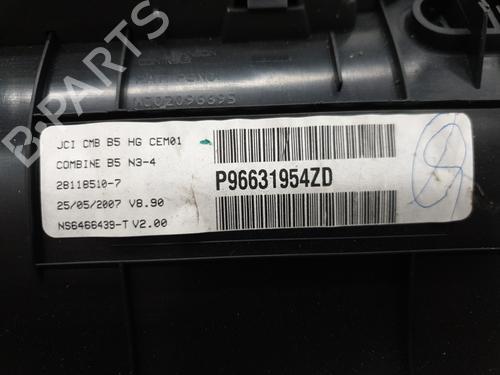 B-PARTS
JCI CMB B5 HG CEM01
COMBINE B5 N3-4
28118510-7
25/05/2007 V8.90
NS6466439-T V2.00
P96631954ZD